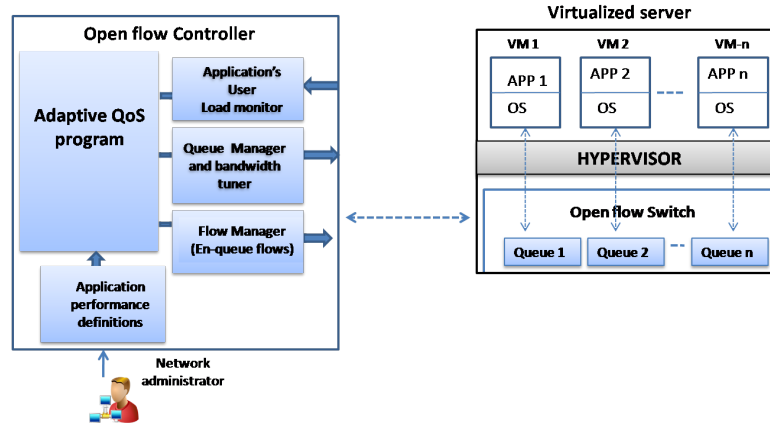 Open flow Controller
Adaptive QoS
program
Application's
User
Load monitor
Queue Manager
and bandwidth
tuner
Flow Manager
(En-queue flows)
Application
performance
definitions
Network
administrator
Virtualized server
VM 1
VM 2
VM-n
APP 1
APP 2
APP n
OS
OS
OS
HYPERVISOR
Open flow Switch
Queue 1
Queue 2
Queue n